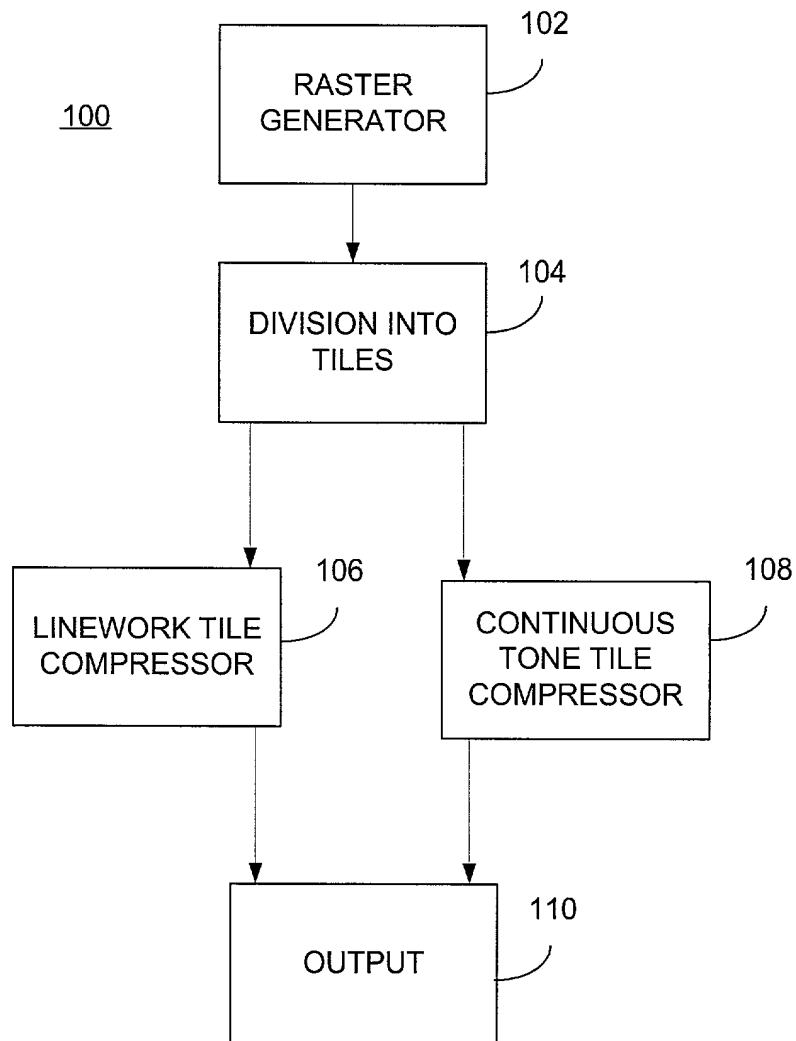 102
RASTER
GENERATOR
100
104
DIVISION INTO
TILES
106
108
LINEWORK TILE
COMPRESSOR
CONTINUOUS
TONE TILE
COMPRESSOR
110
OUTPUT